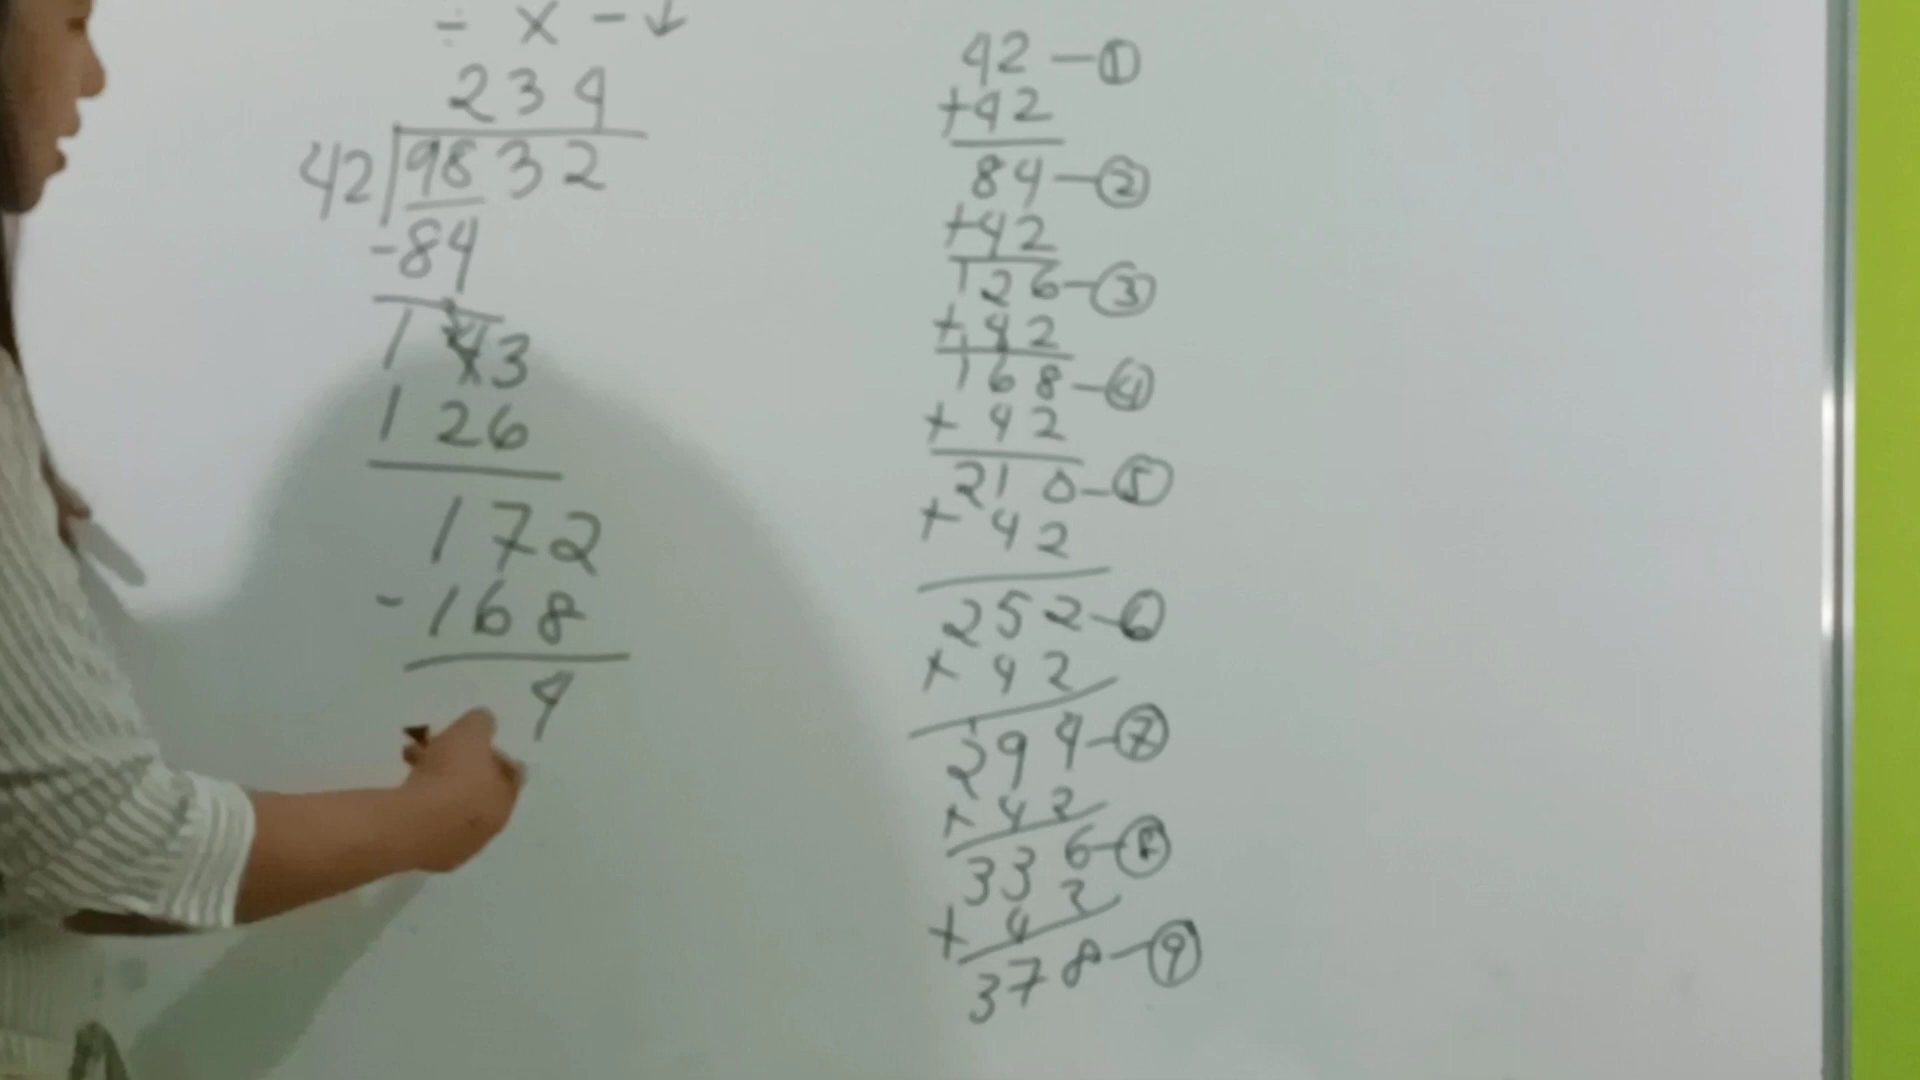 ÷ × − ↓
234
42 9832
-84
143
126
172
-168
4
42 — ①
+42
84 — ②
+42
126 — ③
+ 42
168 — ④
+ 42
210 — ⑤
+ 42
252 — ⑥
+ 42
294 — ⑦
+ 42
336 — ⑧
+ 42
378 — ⑨